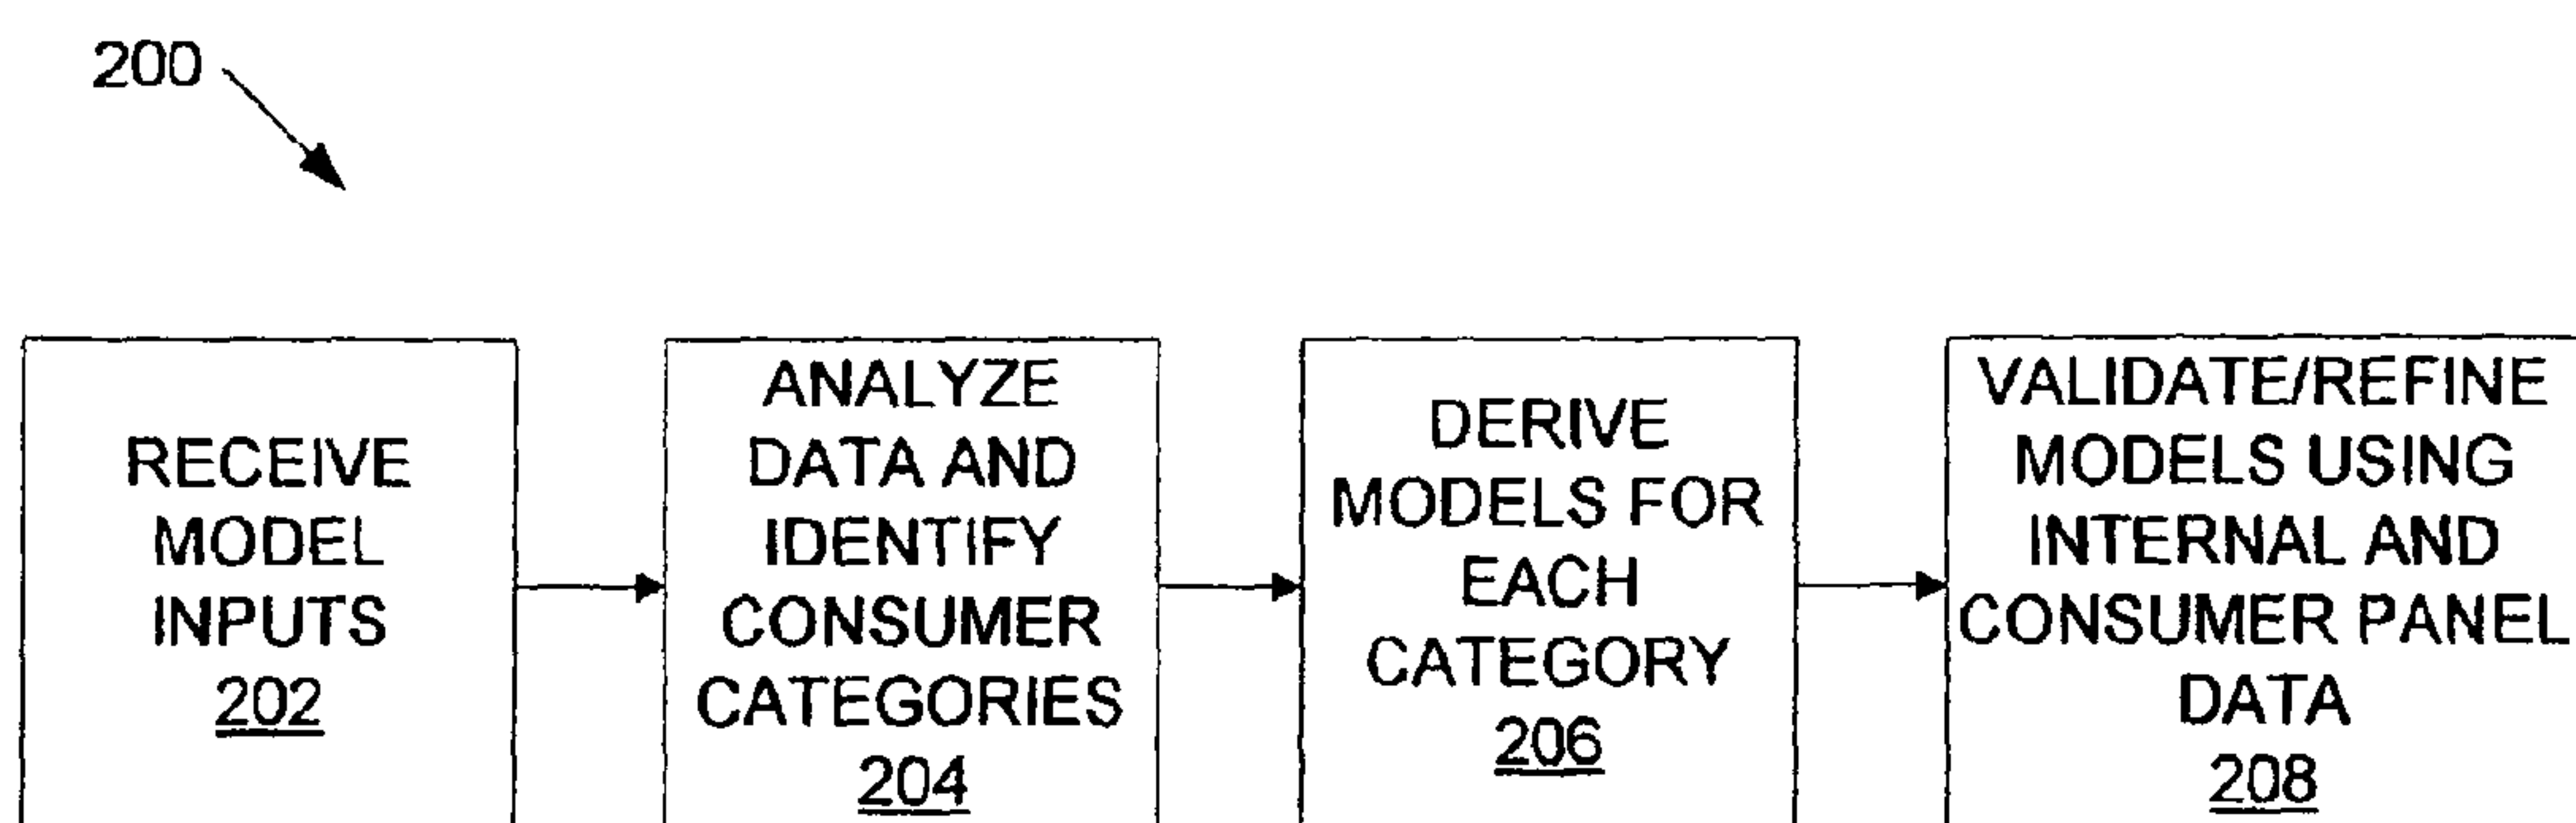 200
RECEIVE
MODEL
INPUTS
202
ANALYZE
DATA AND
IDENTIFY
CONSUMER
CATEGORIES
204
DERIVE
MODELS FOR
EACH
CATEGORY
206
VALIDATE/REFINE
MODELS USING
INTERNAL AND
CONSUMER PANEL
DATA
208